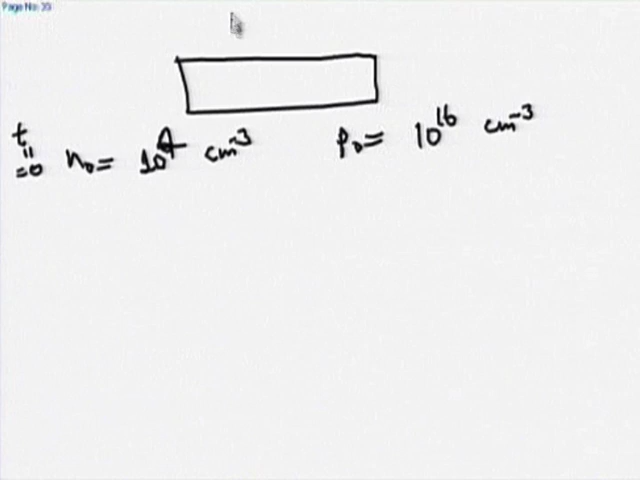 Page No: 39
t
=0 n₀ = 10⁴ cm⁻³ p₀ = 10¹⁶ cm⁻³